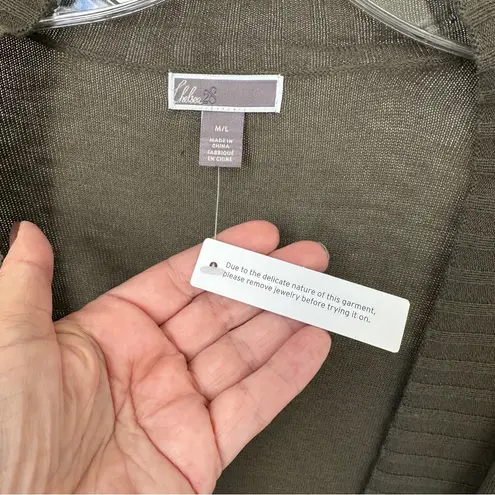 Chelsea28
M/L
MADE IN
CHINA
FABRIQUÉ
EN CHINE
Due to the delicate nature of this garment,
please remove jewelry before trying it on.